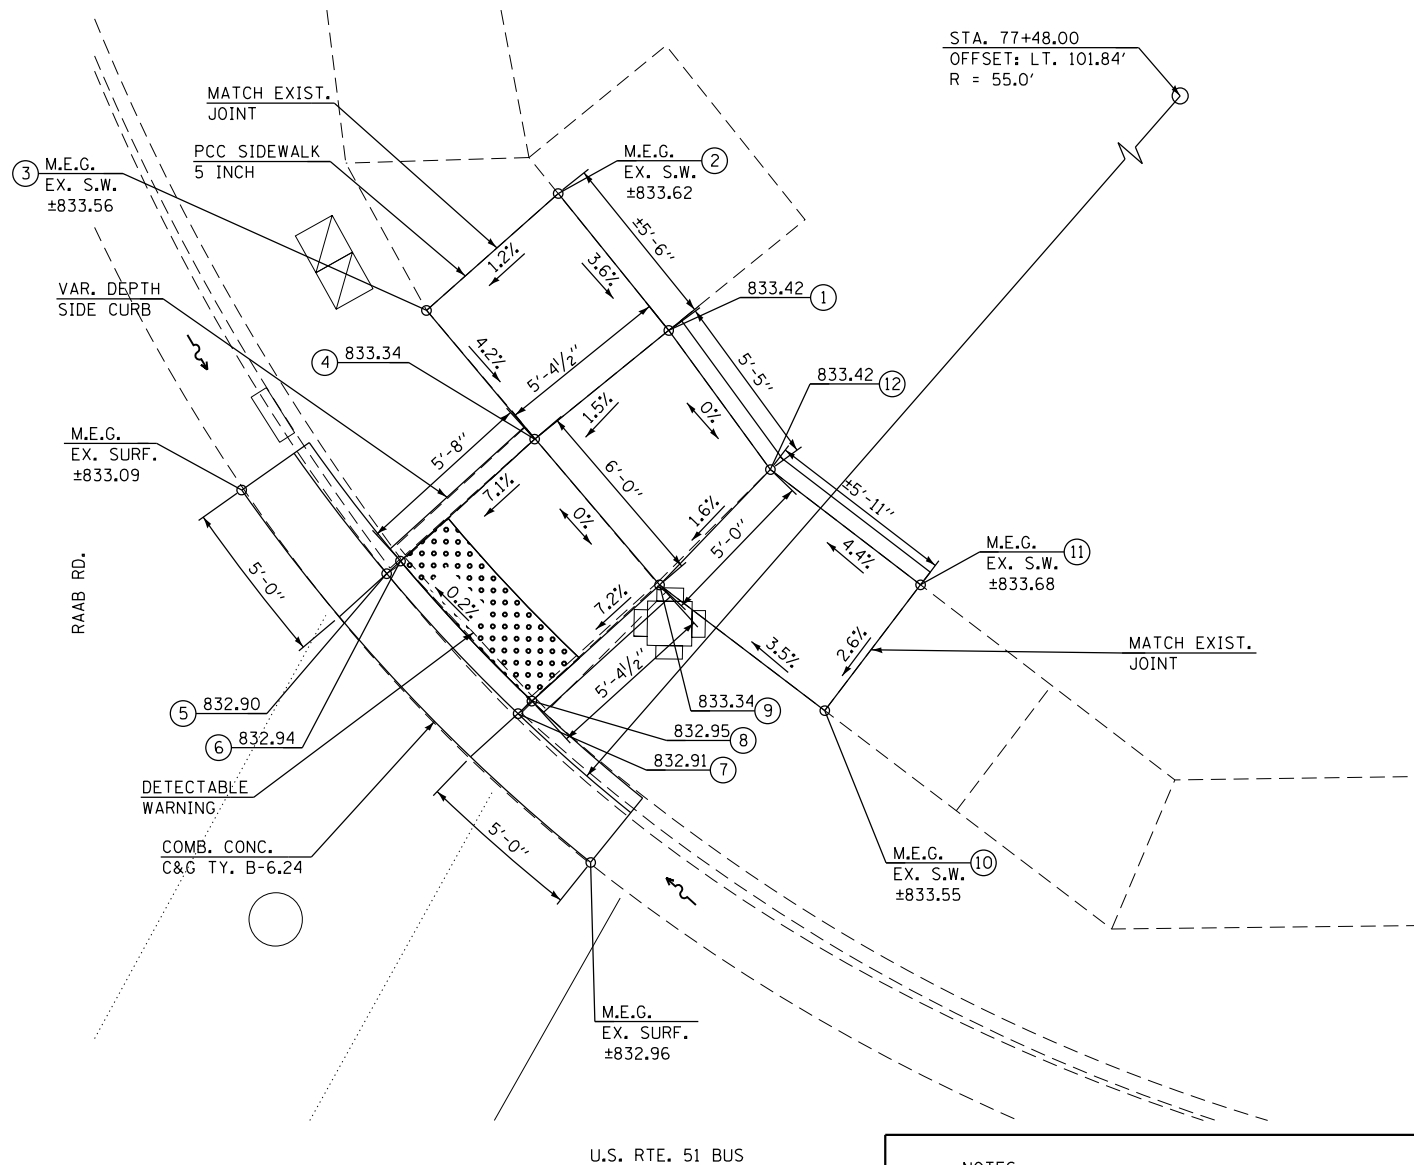 STA. 77+48.00
OFFSET: LT. 101.84'
R = 55.0'
MATCH EXIST.
JOINT
PCC SIDEWALK
5 INCH
M.E.G.
EX. S.W.
±833.62
2
3
M.E.G.
EX. S.W.
±833.56
1.2%
3.6%
±5'-6"
VAR. DEPTH
SIDE CURB
833.42
1
4
833.34
4.2%
5'-4½"
5'-5"
833.42
12
1.5%
0%
M.E.G.
EX. SURF.
±833.09
5'-8"
6'-0"
7.1%
0%
1.6%
5'-0"
±5'-11"
4.4%
M.E.G.
EX. S.W.
±833.68
11
RAAB RD.
5'-0"
0.2%
7.2%
5'-4½"
3.5%
2.6%
MATCH EXIST.
JOINT
5
832.90
6
832.94
833.34
9
832.95
8
832.91
7
DETECTABLE
WARNING
COMB. CONC.
C&G TY. B-6.24
5'-0"
M.E.G.
EX. S.W.
±833.55
10
M.E.G.
EX. SURF.
±832.96
U.S. RTE. 51 BUS
NOTES